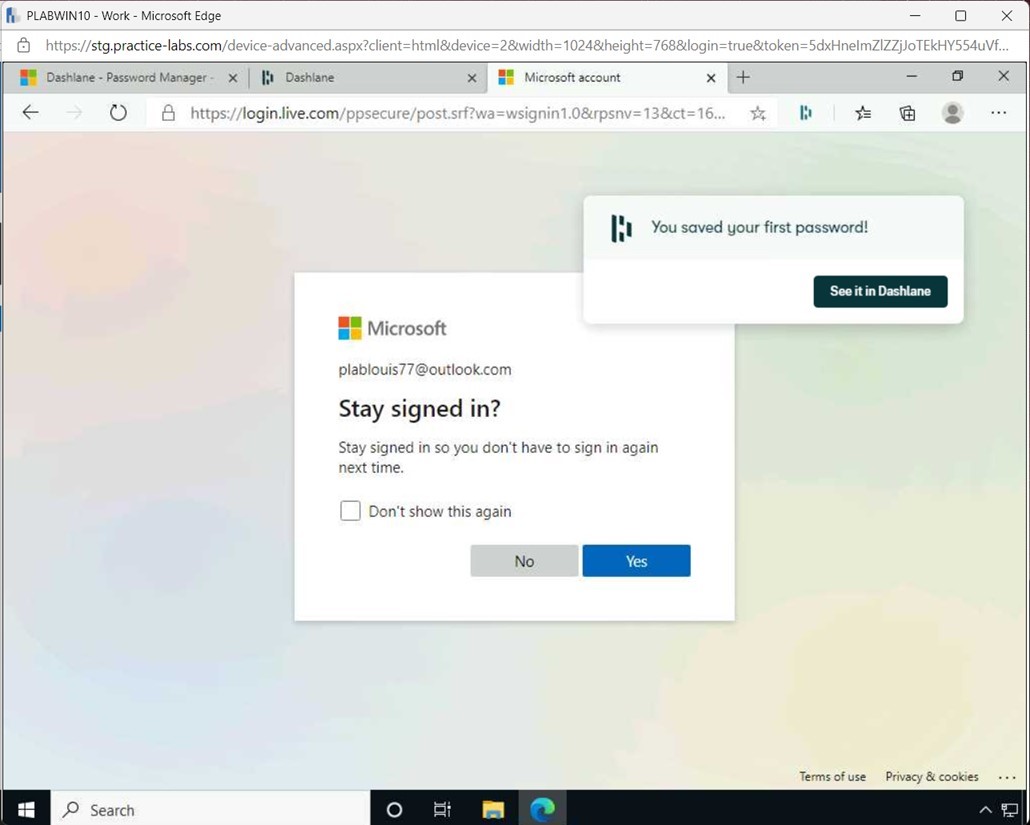 PLABWIN10 - Work - Microsoft Edge
https://stg.practice-labs.com/device-advanced.aspx?client=html&device=2&width=1024&height=768&login=true&token=5dxHneImZlZZjJoTEkHY554uVf...
Dashlane - Password Manager -
Dashlane
Microsoft account
https://login.live.com/ppsecure/post.srf?wa=wsignin1.0&rpsnv=13&ct=16...
You saved your first password!
See it in Dashlane
Microsoft
plablouis77@outlook.com
Stay signed in?
Stay signed in so you don't have to sign in again
next time.
Don't show this again
No
Yes
Terms of use
Privacy & cookies
Search